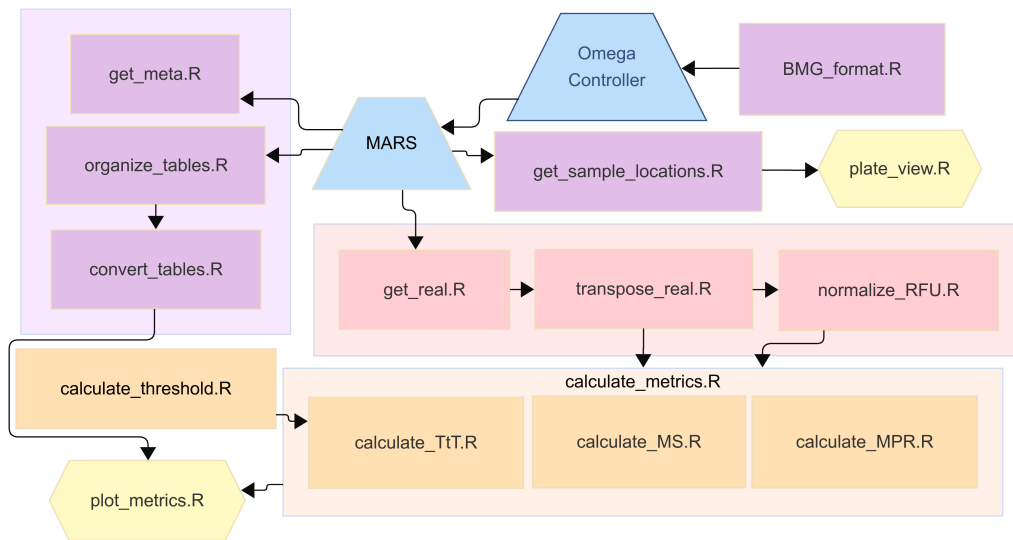 Omega
Controller
BMG_format.R
get_meta.R
MARS
organize_tables.R
get_sample_locations.R
plate_view.R
convert_tables.R
get_real.R
transpose_real.R
normalize_RFU.R
calculate_threshold.R
calculate_metrics.R
calculate_TtT.R
calculate_MS.R
calculate_MPR.R
plot_metrics.R